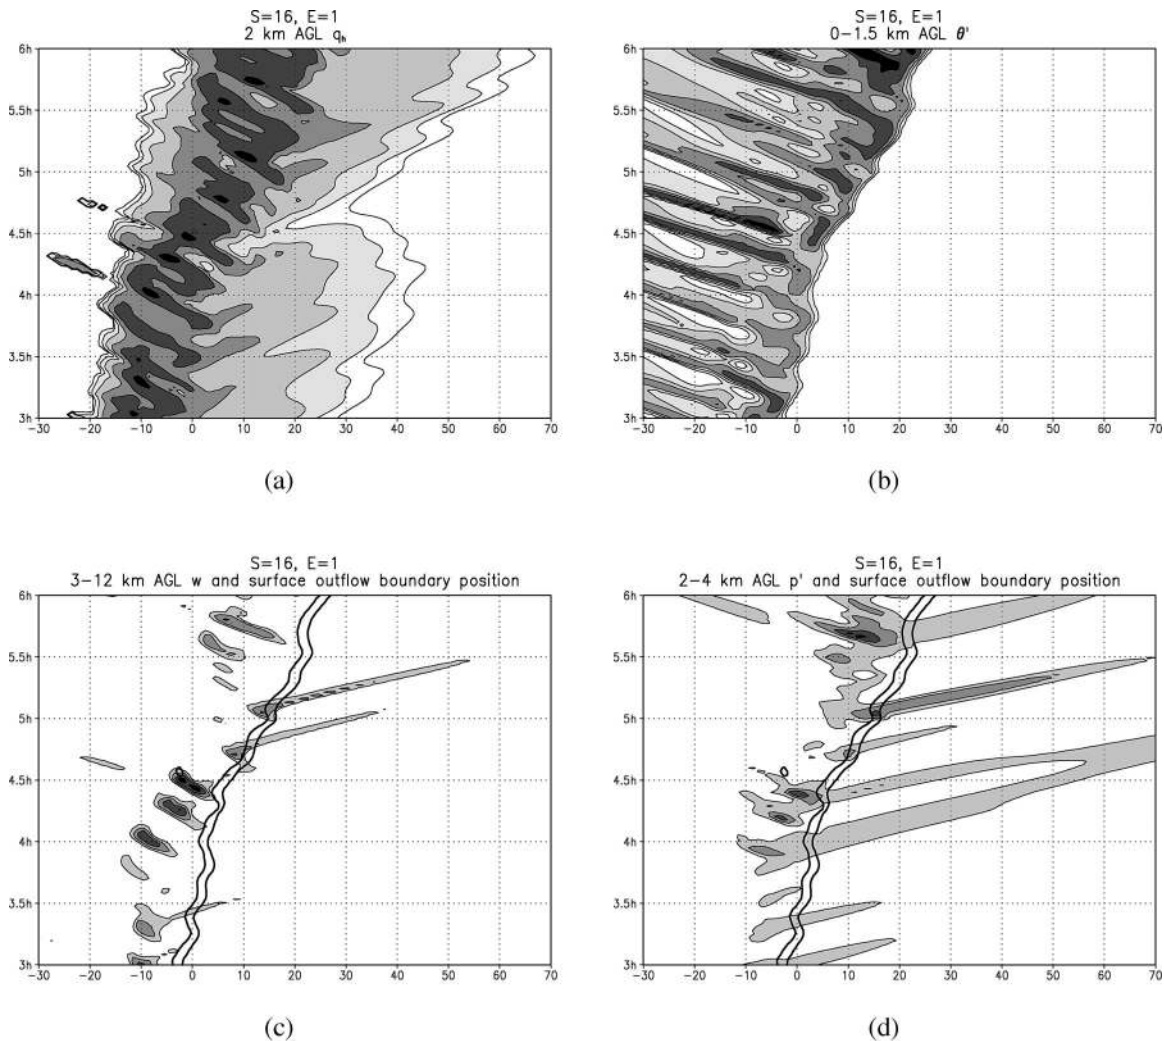 S=16, E=1
2 km AGL qₕ
6h
5.5h
5h
4.5h
4h
3.5h
3h
-30 -20 -10 0 10 20 30 40 50 60 70
(a)
S=16, E=1
0-1.5 km AGL θ'
6h
5.5h
5h
4.5h
4h
3.5h
3h
-30 -20 -10 0 10 20 30 40 50 60 70
(b)
S=16, E=1
3-12 km AGL w and surface outflow boundary position
6h
5.5h
5h
4.5h
4h
3.5h
3h
-30 -20 -10 0 10 20 30 40 50 60 70
(c)
S=16, E=1
2-4 km AGL p' and surface outflow boundary position
6h
5.5h
5h
4.5h
4h
3.5h
3h
-30 -20 -10 0 10 20 30 40 50 60 70
(d)